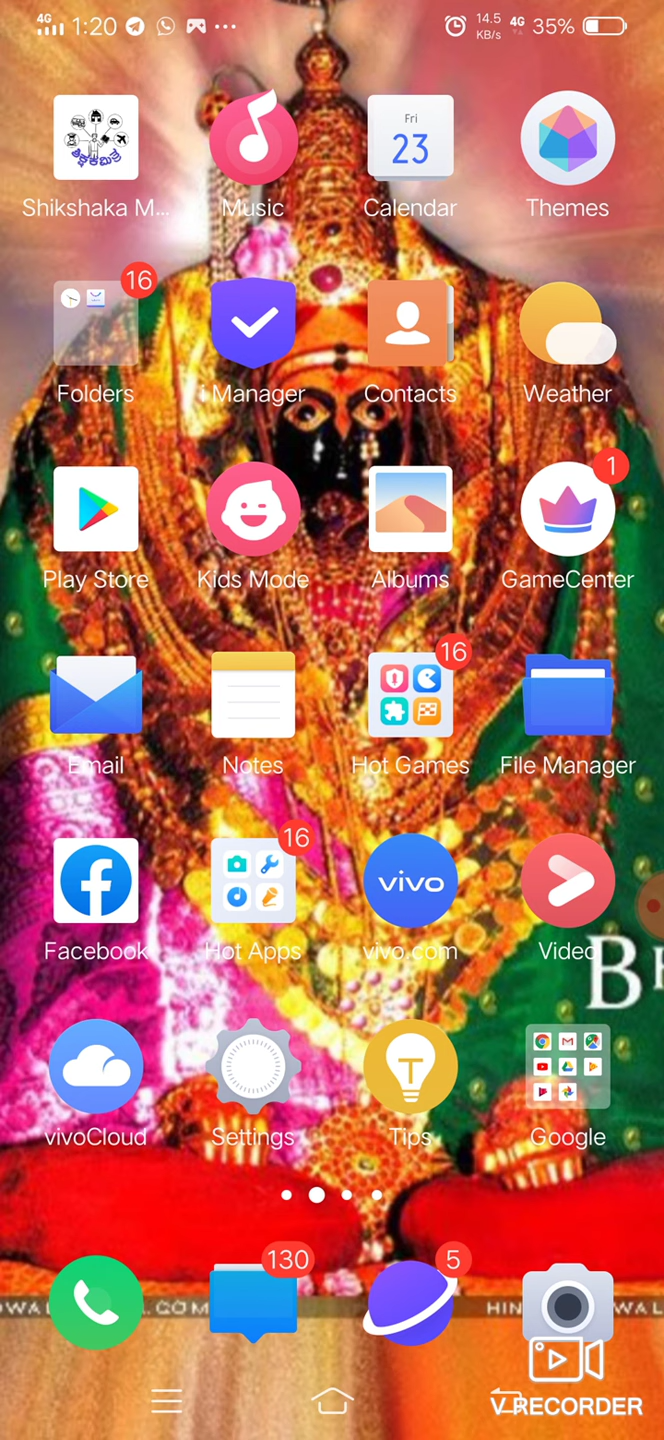 4G 1:20 ••• 14.5 KB/s 4G 35%
ಶಿಕ್ಷಕಮಿತ್ರ
Fri
23
Shikshaka M... Music Calendar Themes
16
Folders i Manager Contacts Weather
1
Play Store Kids Mode Albums GameCenter
16
Email Notes Hot Games File Manager
16
vivo
Facebook Hot Apps vivo.com Video
B
vivoCloud Settings Tips Google
130 5
V RECORDER